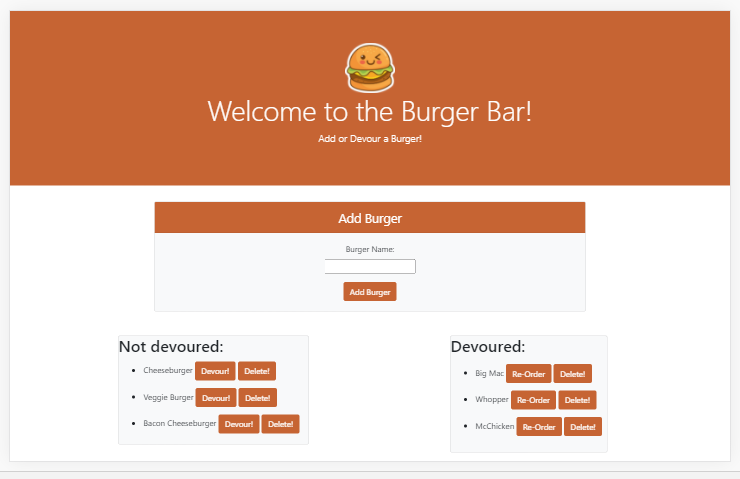 Welcome to the Burger Bar!
Add or Devour a Burger!
Add Burger
Burger Name:
Add Burger
Not devoured:
Cheeseburger Devour! Delete!
Veggie Burger Devour! Delete!
Bacon Cheeseburger Devour! Delete!
Devoured:
Big Mac Re-Order Delete!
Whopper Re-Order Delete!
McChicken Re-Order Delete!